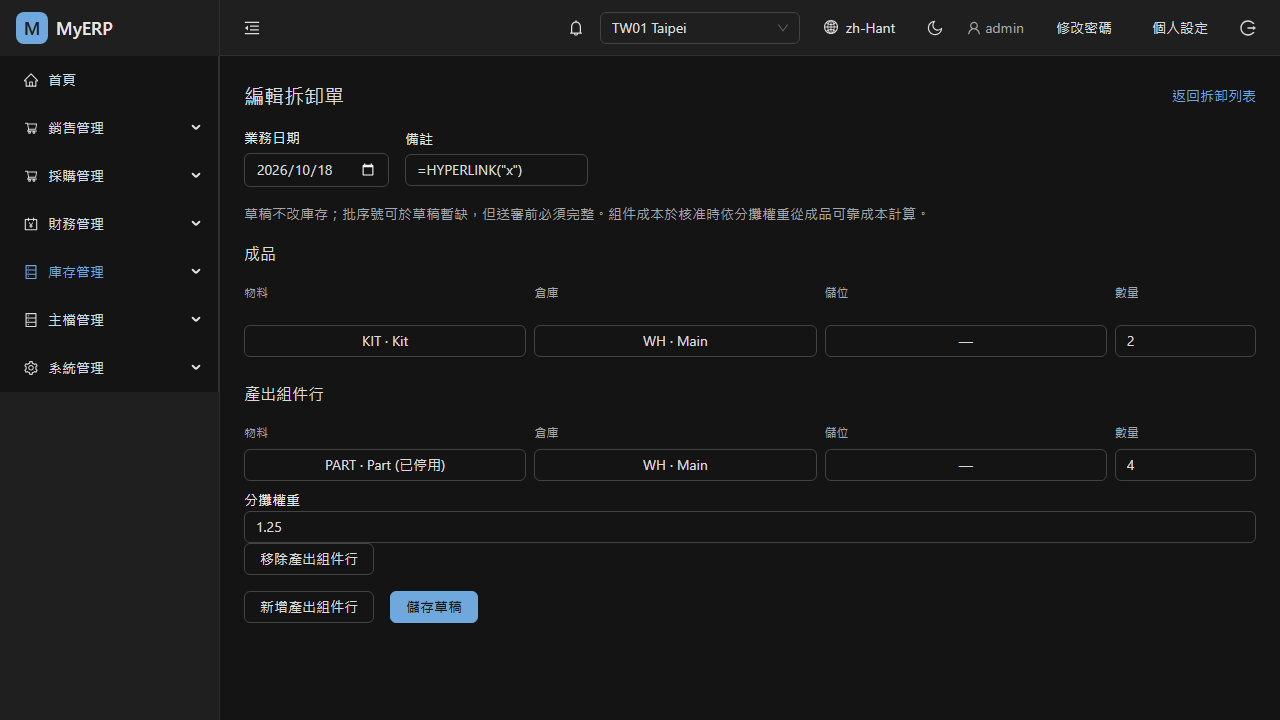 M MyERP
TW01 Taipei
zh-Hant
admin
修改密碼
個人設定
首頁
銷售管理
採購管理
財務管理
庫存管理
主檔管理
系統管理
編輯拆卸單
返回拆卸列表
業務日期
備註
2026/10/18
=HYPERLINK("x")
草稿不改庫存；批序號可於草稿暫缺，但送審前必須完整。組件成本於核准時依分攤權重從成品可靠成本計算。
成品
物料 倉庫 儲位 數量
KIT · Kit WH · Main — 2
產出組件行
物料 倉庫 儲位 數量
PART · Part (已停用) WH · Main — 4
分攤權重
1.25
移除產出組件行
新增產出組件行 儲存草稿